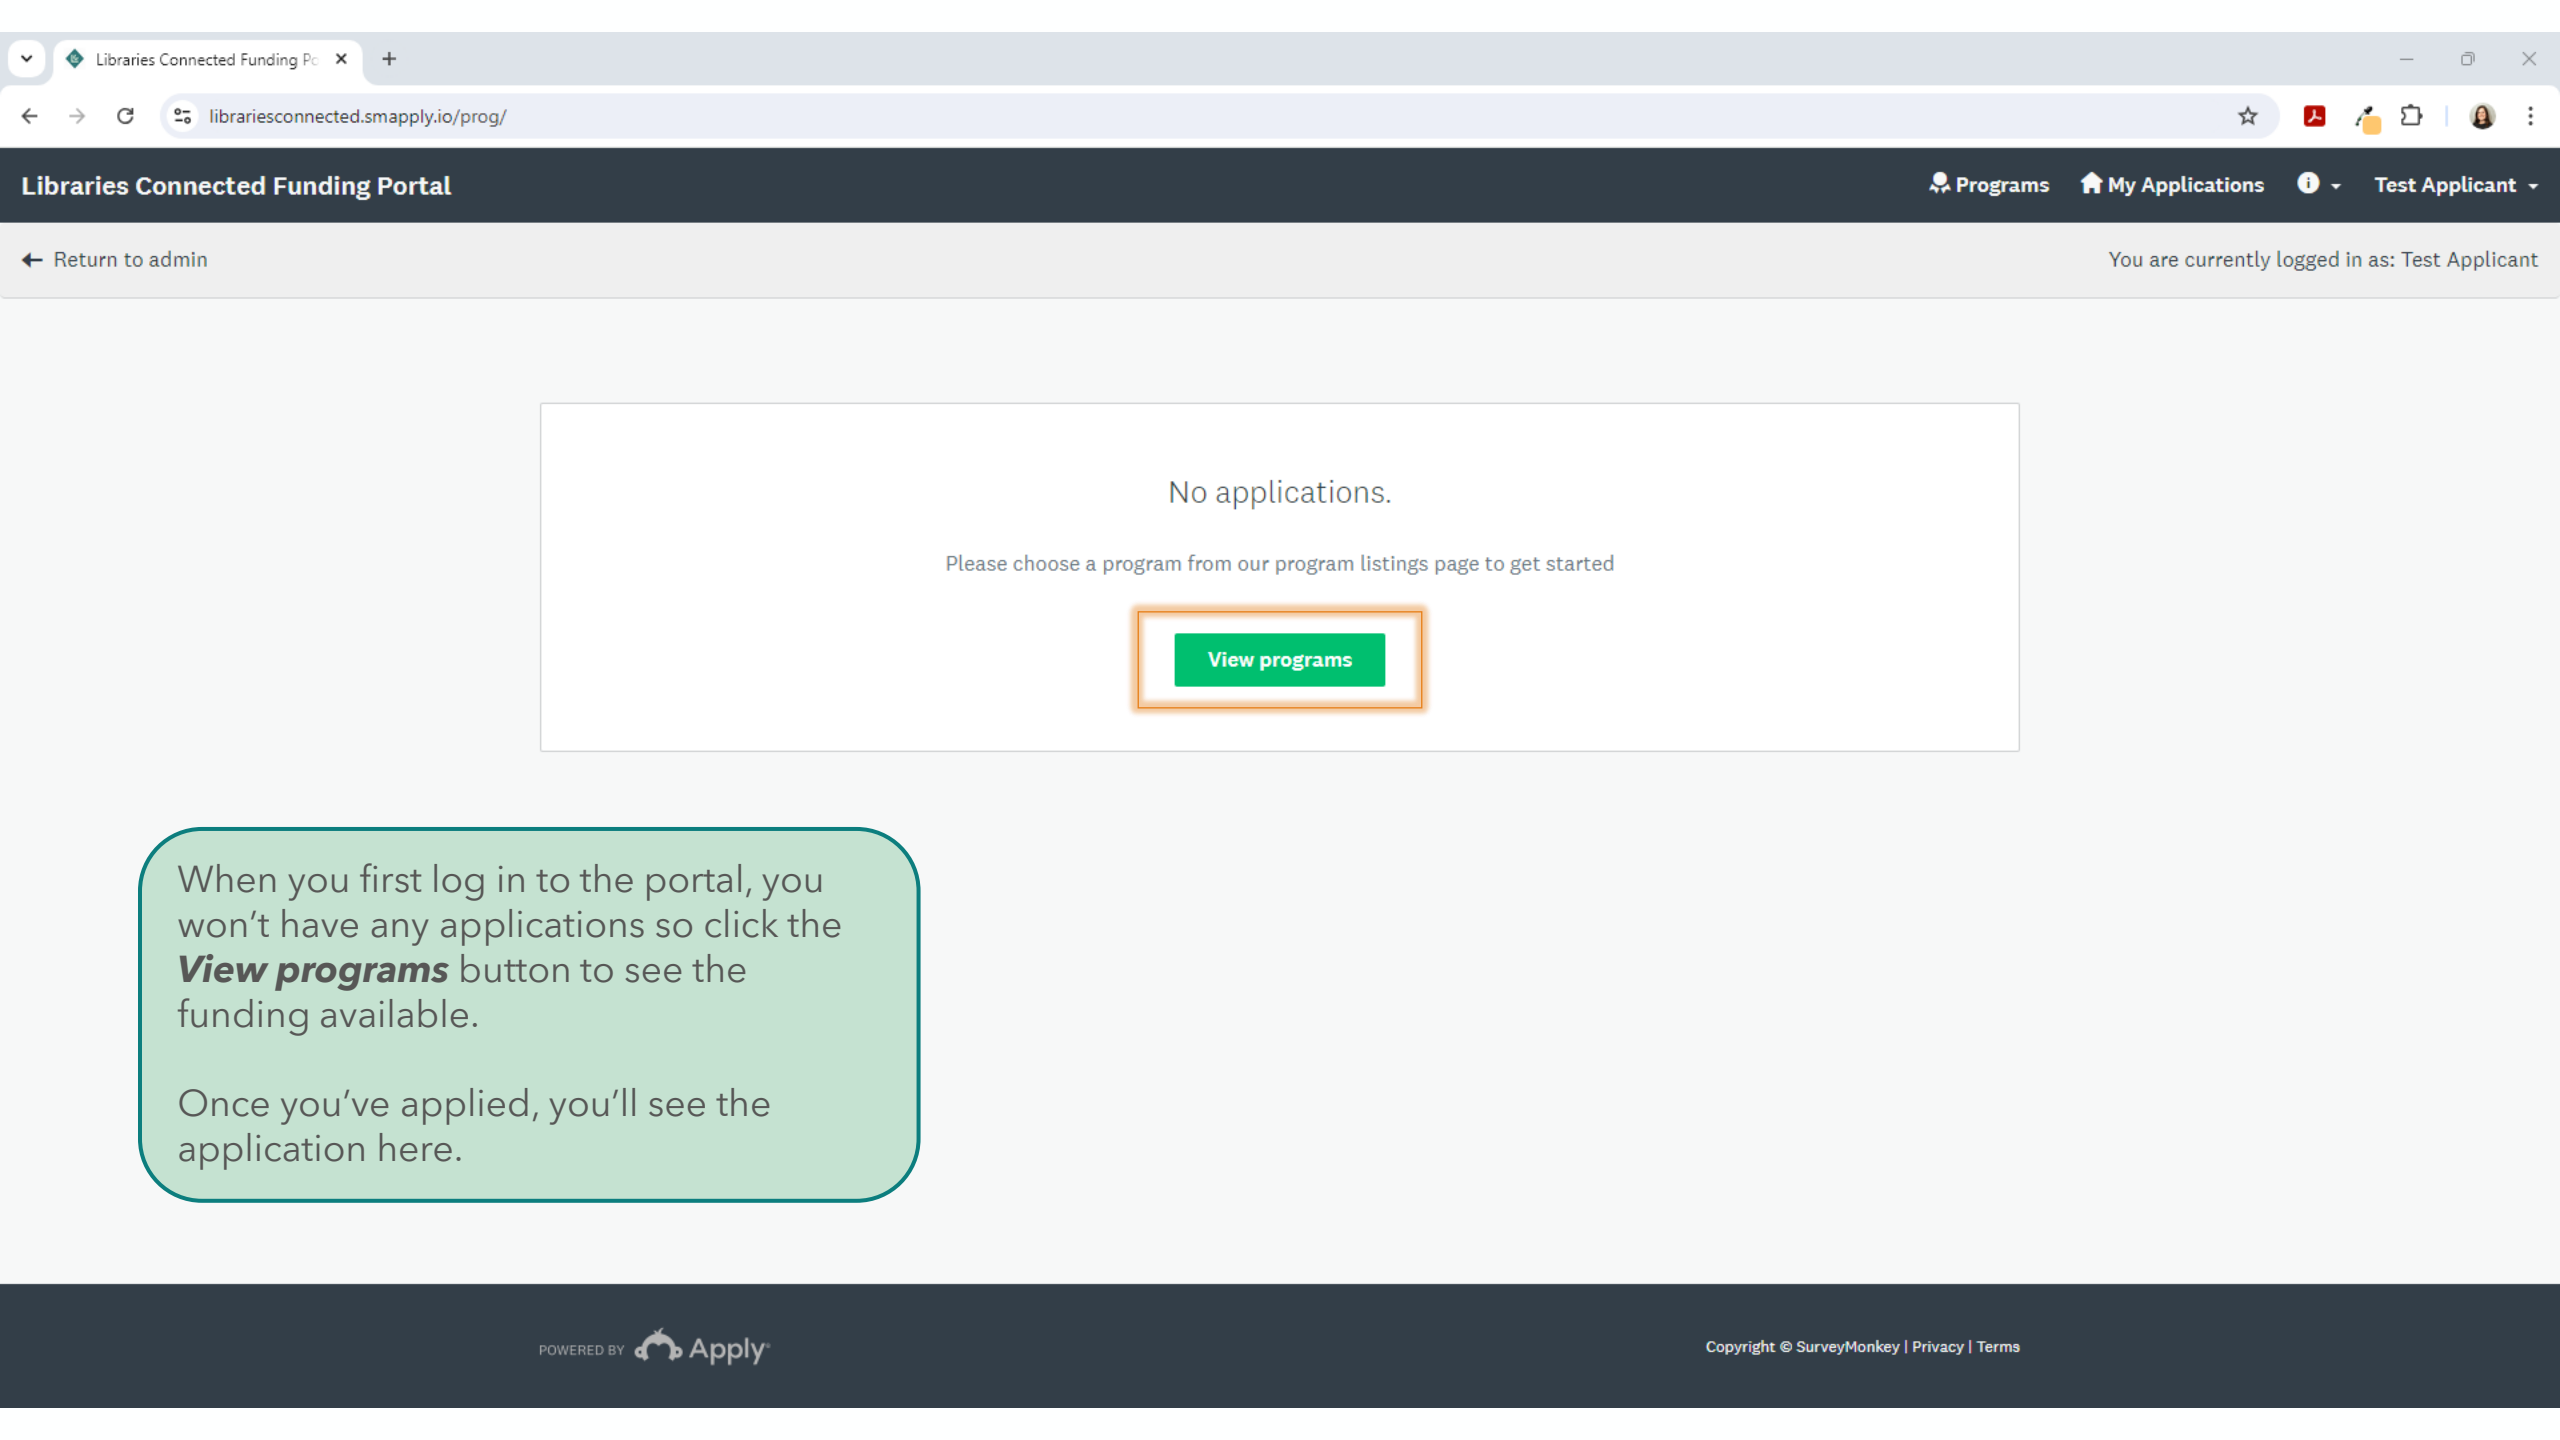 Libraries Connected Funding Po
librariesconnected.smapply.io/prog/
Libraries Connected Funding Portal
Programs My Applications Test Applicant
Return to admin
You are currently logged in as: Test Applicant
No applications.
Please choose a program from our program listings page to get started
View programs
When you first log in to the portal, you
won’t have any applications so click the
View programs button to see the
funding available.
Once you’ve applied, you’ll see the
application here.
POWERED BY Apply
Copyright © SurveyMonkey | Privacy | Terms